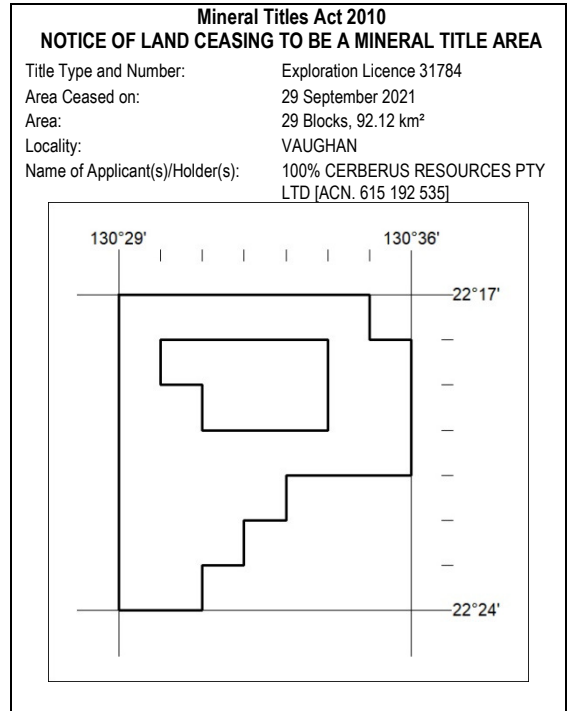 Mineral Titles Act 2010
NOTICE OF LAND CEASING TO BE A MINERAL TITLE AREA
Title Type and Number: Exploration Licence 31784
Area Ceased on: 29 September 2021
Area: 29 Blocks, 92.12 km²
Locality: VAUGHAN
Name of Applicant(s)/Holder(s): 100% CERBERUS RESOURCES PTY
LTD [ACN. 615 192 535]
130°29' 130°36'
22°17'
22°24'